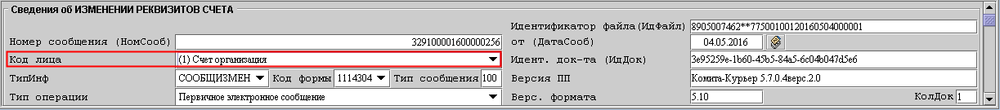 Сведения об ИЗМЕНЕНИИ РЕКВИЗИТОВ СЧЕТА
Идентификатор файла(ИдФайл) 8905007462**77500100120160504000001
Номер сообщения (НомСооб) 329100001600000256 от (ДатаСооб) 04.05.2016
Код лица (1) Счет организация Идент. док-та (ИдДок) 3e95259e-1b60-45b5-84a5-6c04b047d5e6
ТипИнф СООБЩИЗМЕН Код формы 1114304 Тип сообщения 100 Версия ПП Комита-Курьер 5.7.0.4верс.2.0
Тип операции Первичное электронное сообщение Верс. формата 5.10 КолДок 1